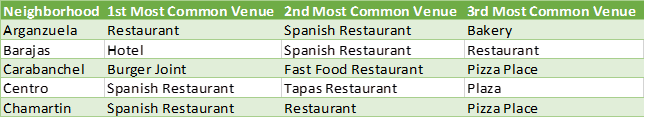 Neighborhood 1st Most Common Venue 2nd Most Common Venue 3rd Most Common Venue
Arganzuela Restaurant Spanish Restaurant Bakery
Barajas Hotel Spanish Restaurant Restaurant
Carabanchel Burger Joint Fast Food Restaurant Pizza Place
Centro Spanish Restaurant Tapas Restaurant Plaza
Chamartin Spanish Restaurant Restaurant Pizza Place